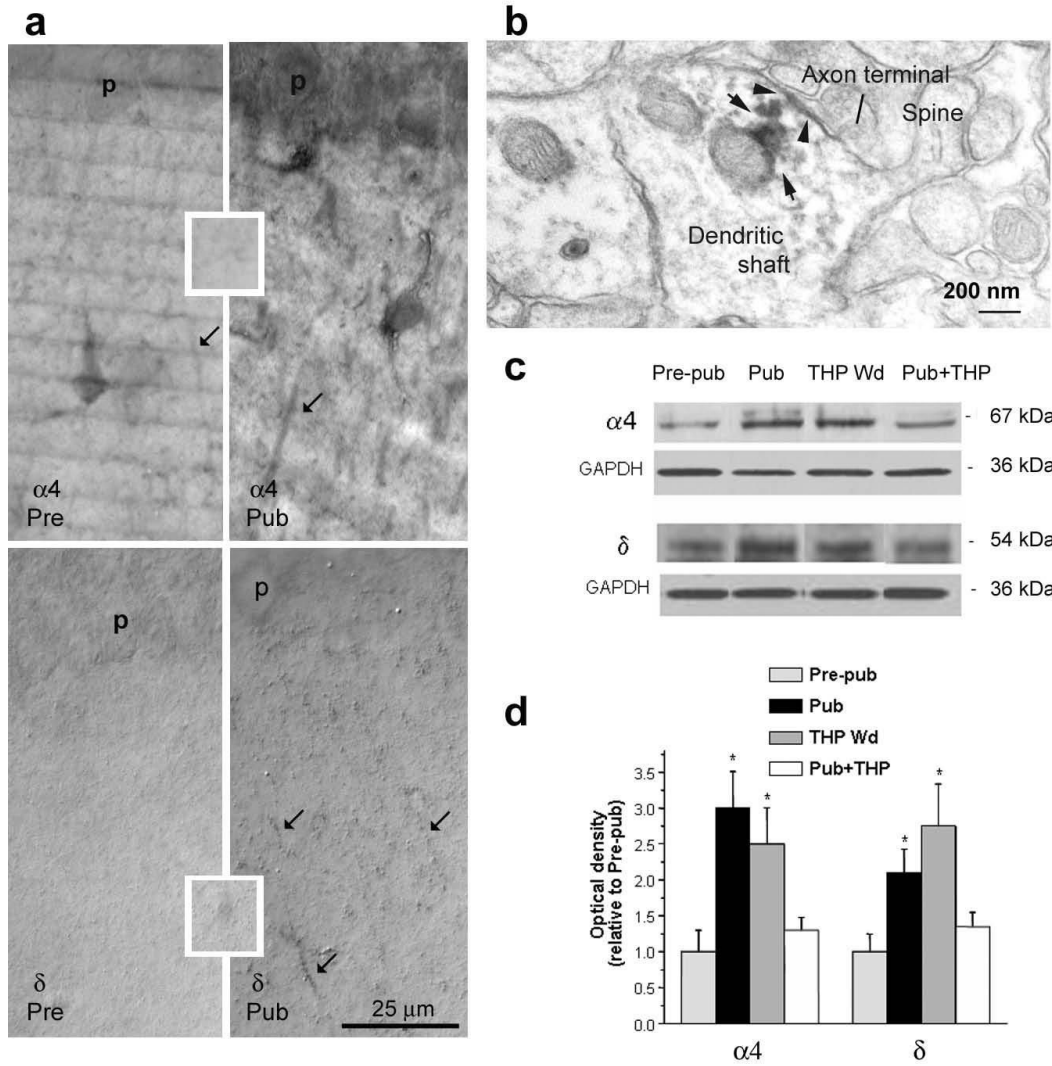 a
p
p
α4
Pre
α4
Pub
p
p
δ
Pre
δ
Pub
25 μm
b
Axon terminal
Spine
Dendritic
shaft
200 nm
c
Pre-pub Pub THP Wd Pub+THP
α4 - 67 kDa
GAPDH - 36 kDa
δ - 54 kDa
GAPDH - 36 kDa
d
Pre-pub
Pub
THP Wd
Pub+THP
Optical density
(relative to Pre-pub)
3.5
3.0
2.5
2.0
1.5
1.0
0.5
0.0
* * * *
α4 δ